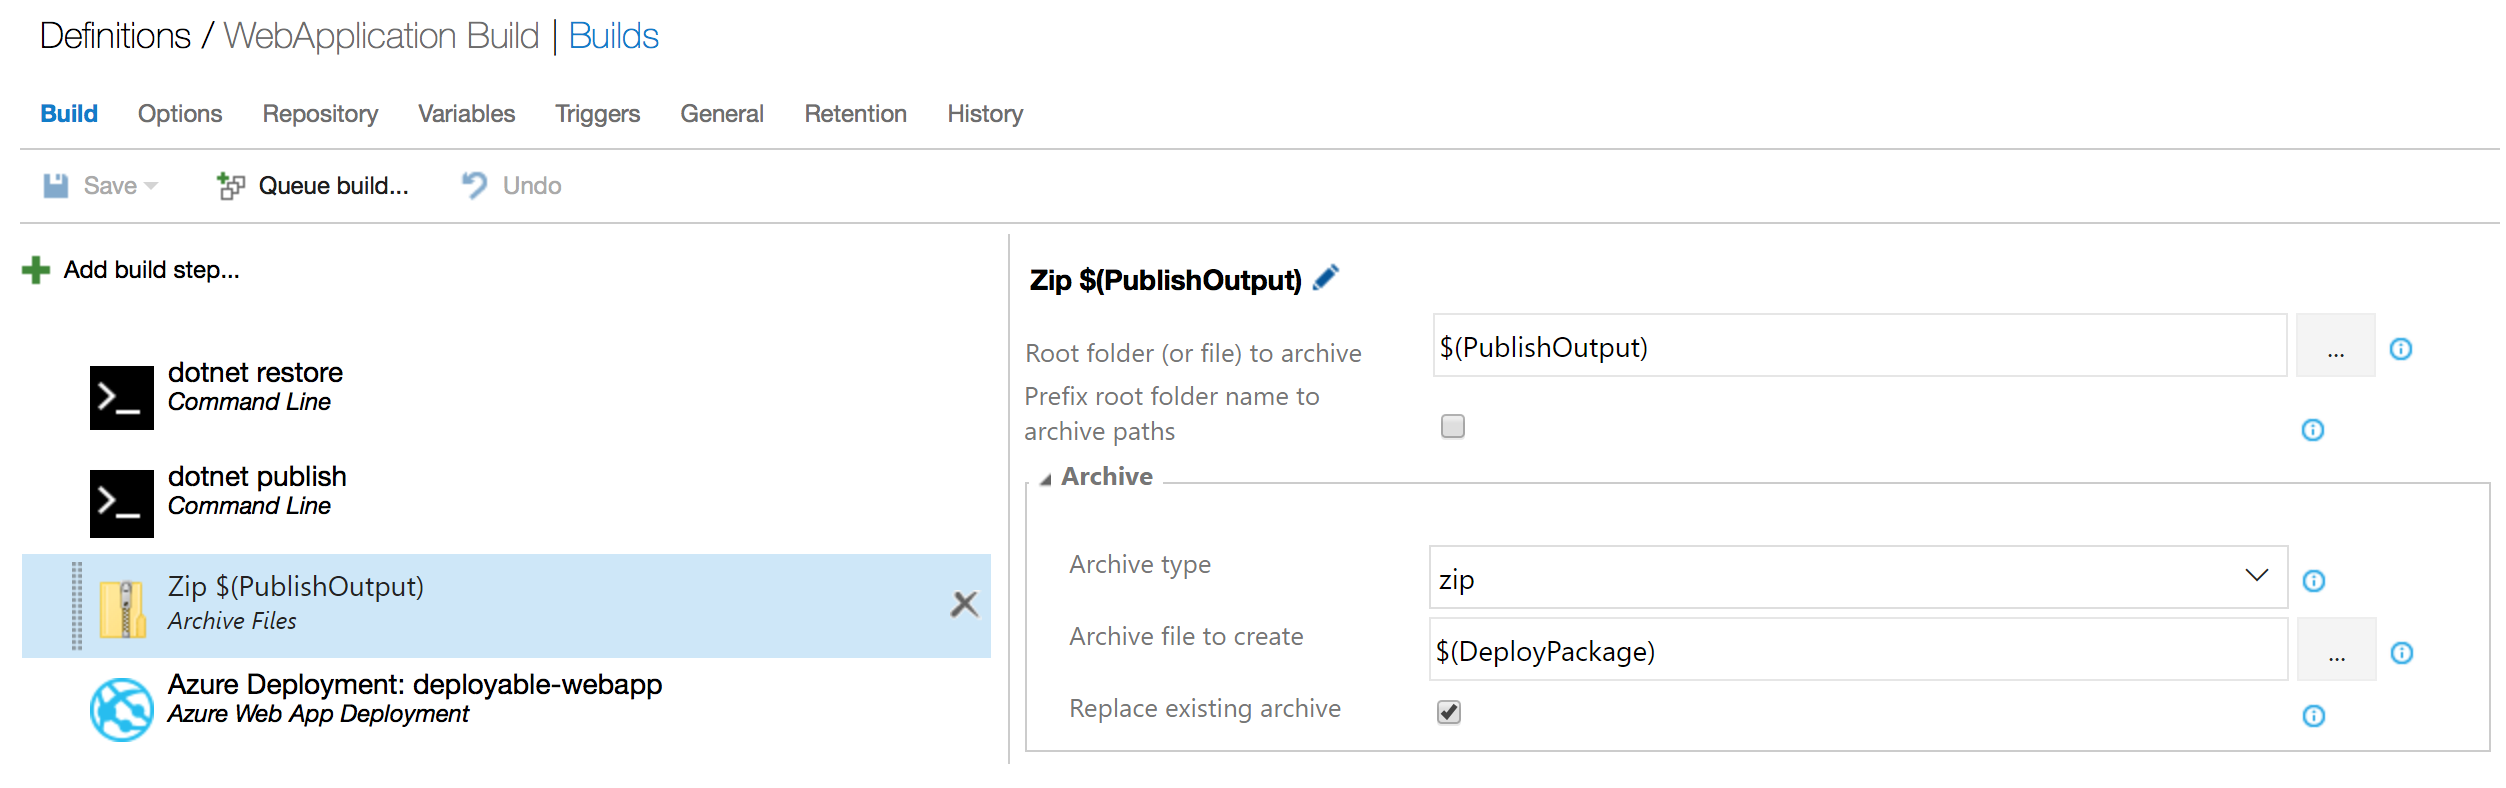 Definitions / WebApplication Build | Builds
Build Options Repository Variables Triggers General Retention History
Save Queue build... Undo
Add build step...
dotnet restore
Command Line
dotnet publish
Command Line
Zip $(PublishOutput)
Archive Files
Azure Deployment: deployable-webapp
Azure Web App Deployment
Zip $(PublishOutput)
Root folder (or file) to archive $(PublishOutput) ...
Prefix root folder name to
archive paths
Archive
Archive type zip
Archive file to create $(DeployPackage) ...
Replace existing archive